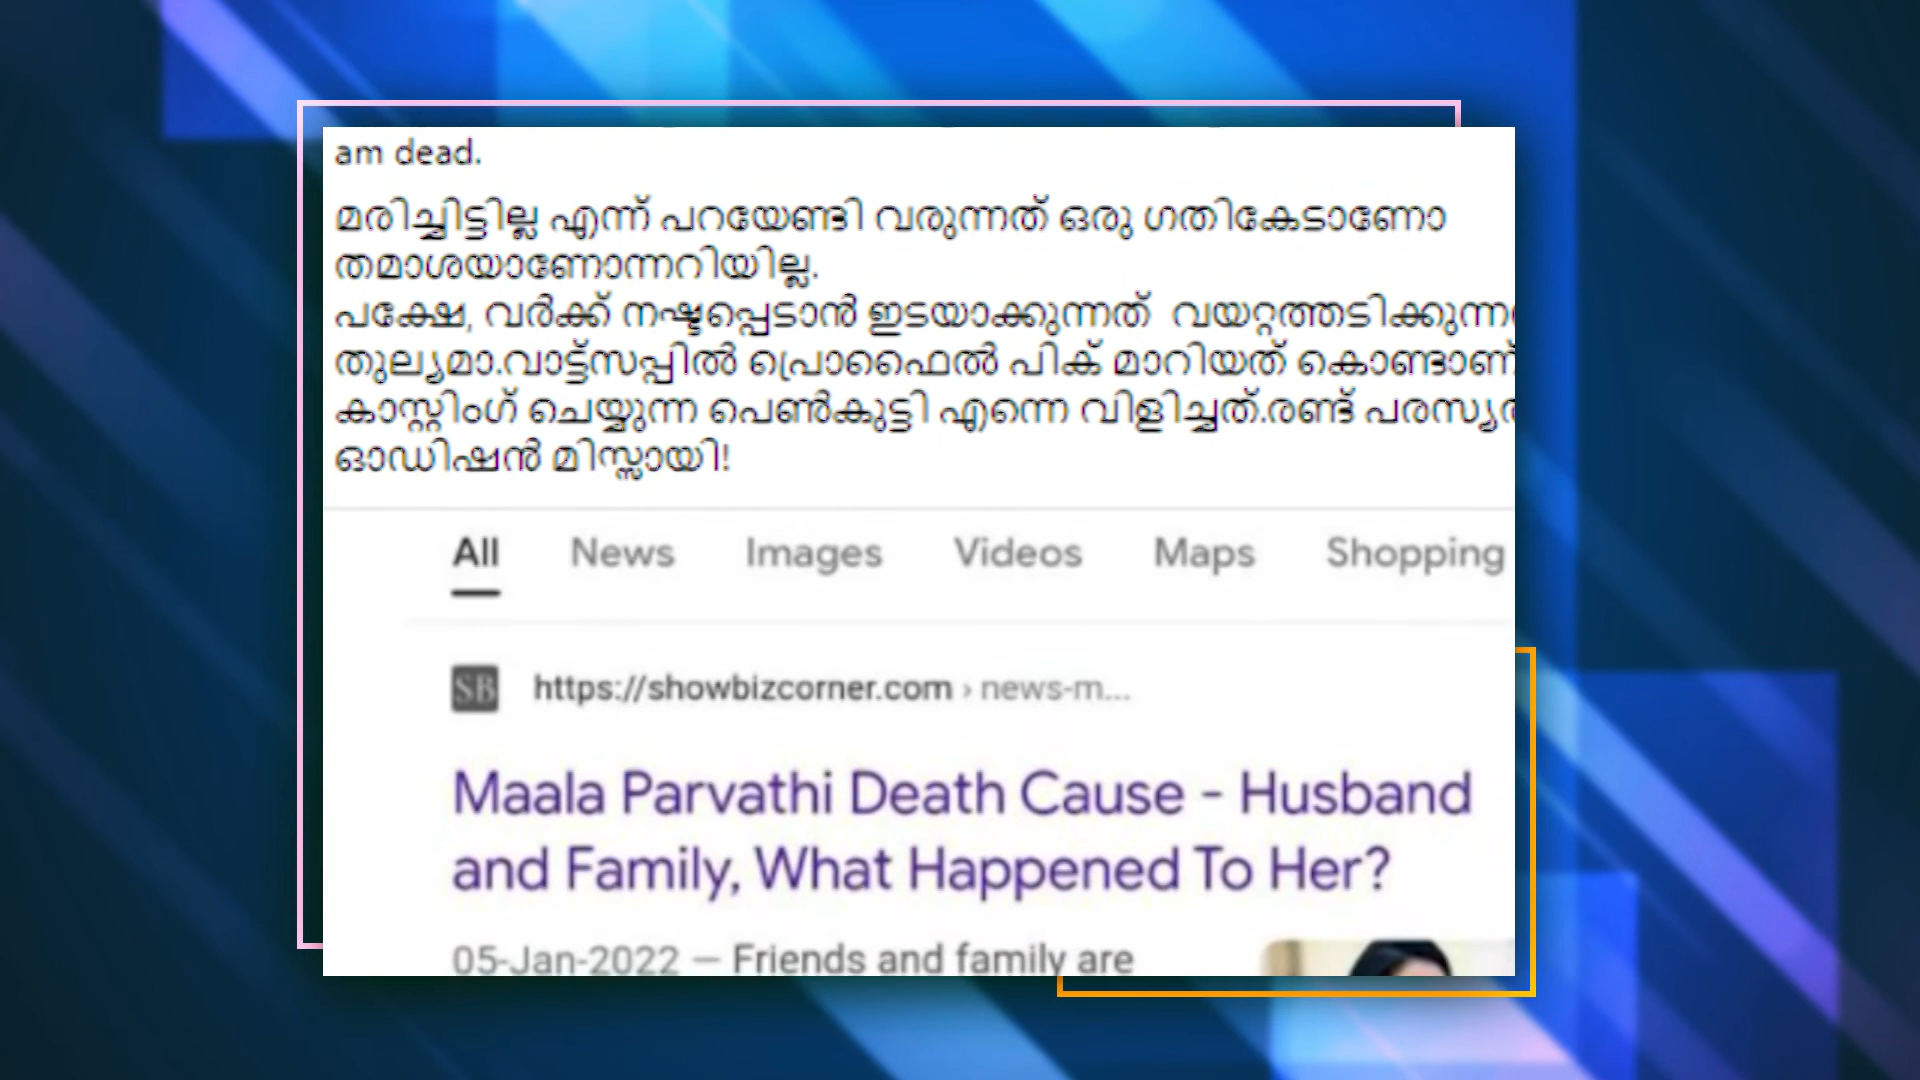 am dead.
മരിച്ചിട്ടില്ല എന്ന് പറയേണ്ടി വരുന്നത് ഒരു ഗതികേടാണോ
തമാശയാണോന്നറിയില്ല.
പക്ഷേ, വർക്ക് നഷ്ടപ്പെടാൻ ഇടയാക്കുന്നത് വയറ്റത്തടിക്കുന്ന
തുല്യമാ.വാട്ട്സപ്പിൽ പ്രൊഫൈൽ പിക് മാറിയത് കൊണ്ടാണ്
കാസ്റ്റിംഗ് ചെയ്യുന്ന പെൺകുട്ടി എന്നെ വിളിച്ചത്.രണ്ട്
ഓഡിഷൻ മിസ്സായി!
All News Images Videos Maps Shopping
SB https://showbizcorner.com › news-m...
Maala Parvathi Death Cause - Husband
and Family, What Happened To Her?
05-Jan-2022 — Friends and family are